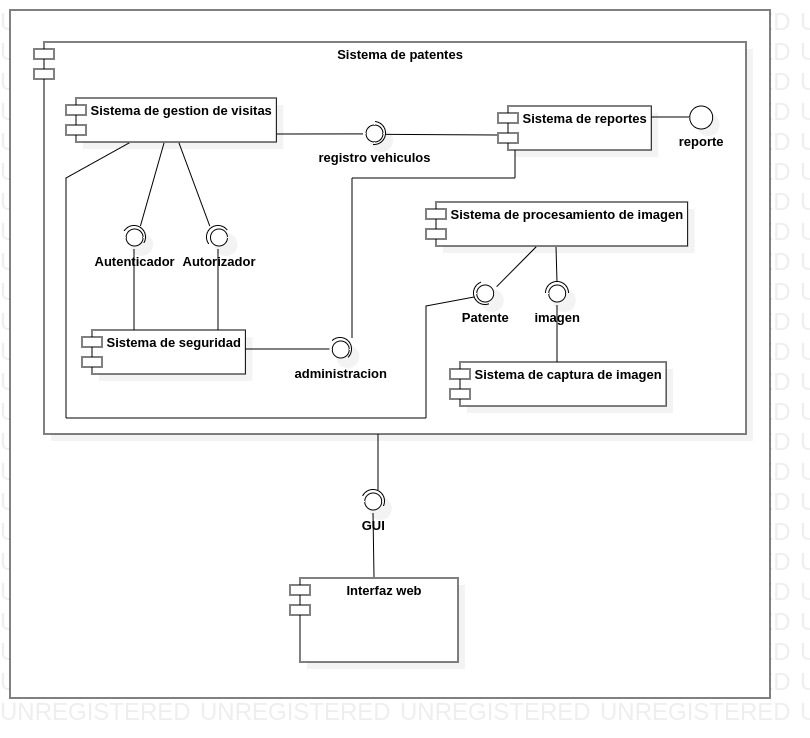 Sistema de patentes
Sistema de gestion de visitas
Sistema de reportes
reporte
registro vehiculos
Sistema de procesamiento de imagen
Autenticador
Autorizador
Patente
imagen
Sistema de seguridad
administracion
Sistema de captura de imagen
GUI
Interfaz web
UNREGISTERED UNREGISTERED UNREGISTERED UNREGISTERED